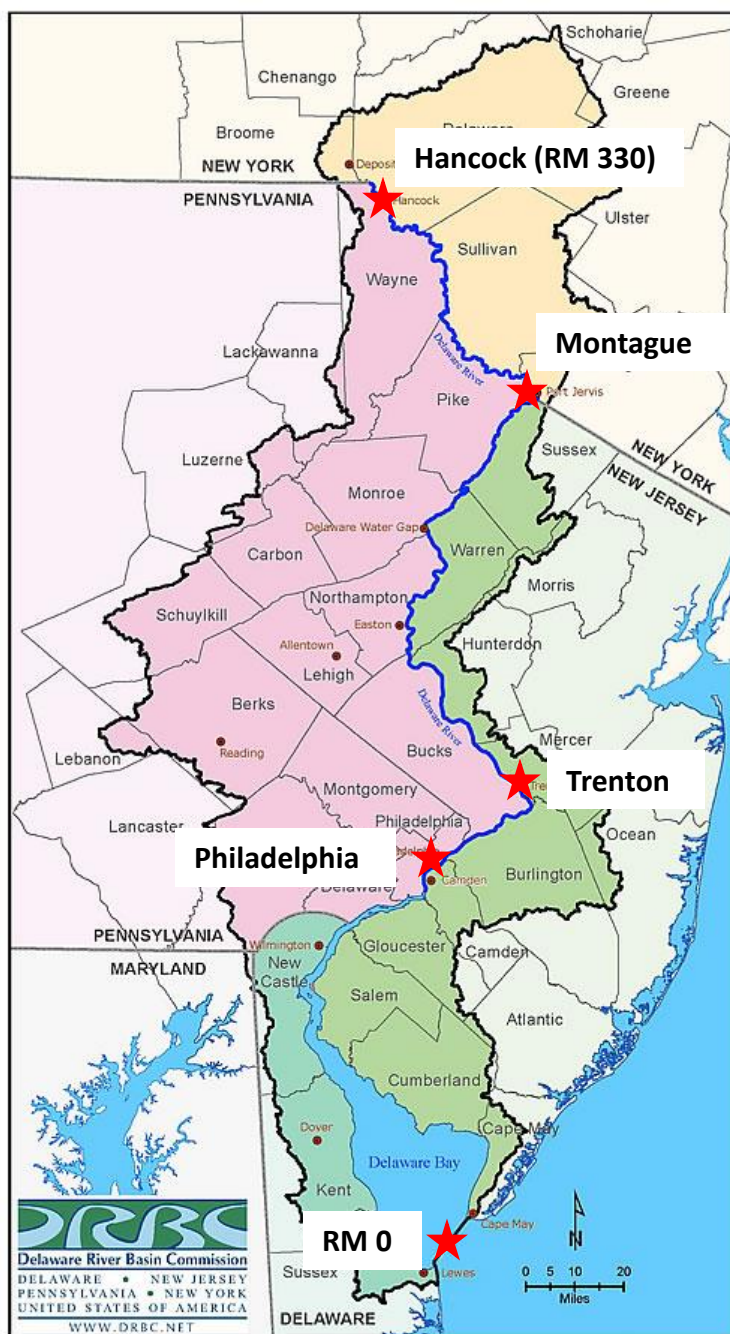 Schoharie
Chenango
Greene
Broome
Hancock (RM 330)
Deposit
NEW YORK
PENNSYLVANIA
Hancock
Ulster
Sullivan
Wayne
Montague
Lackawanna
Delaware River
Port Jervis
Pike
Sussex
NEW YORK
NEW JERSEY
Luzerne
Monroe
Delaware Water Gap
Warren
Carbon
Morris
Northampton
Schuylkill
Easton
Hunterdon
Allentown
Lehigh
Delaware River
Berks
Mercer
Bucks
Reading
Lebanon
Trenton
Montgomery
Lancaster
Philadelphia
Ocean
Philadelphia
Camden
Burlington
Delaware
PENNSYLVANIA
Wilmington
Gloucester
Camden
MARYLAND
New
Castle
Salem
Atlantic
Cumberland
Cape May
Dover
Delaware Bay
Kent
Cape May
RM 0
N
Lewes
Sussex
DELAWARE
0 5 10 20
Miles
DRBC
Delaware River Basin Commission
DELAWARE • NEW JERSEY
PENNSYLVANIA • NEW YORK
UNITED STATES OF AMERICA
WWW.DRBC.NET